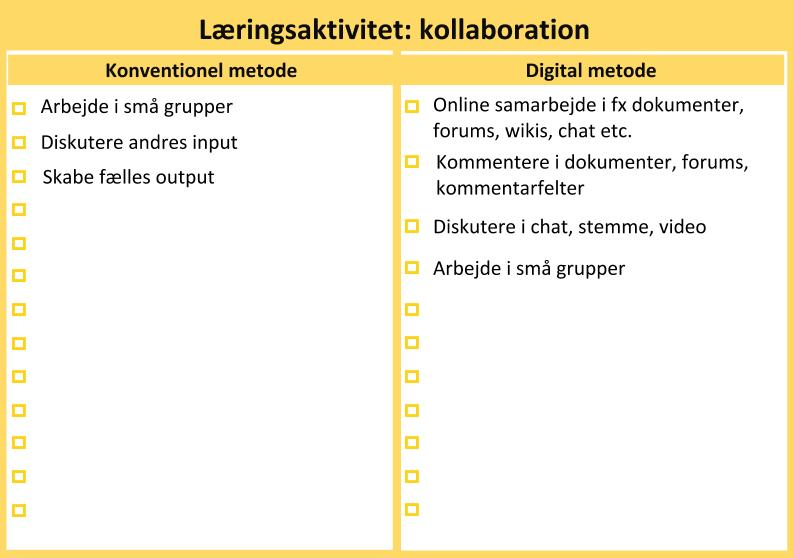 Læringsaktivitet: kollaboration
Konventionel metode
Arbejde i små grupper
Diskutere andres input
Skabe fælles output
Digital metode
Online samarbejde i fx dokumenter,
forums, wikis, chat etc.
Kommentere i dokumenter, forums,
kommentarfelter
Diskutere i chat, stemme, video
Arbejde i små grupper